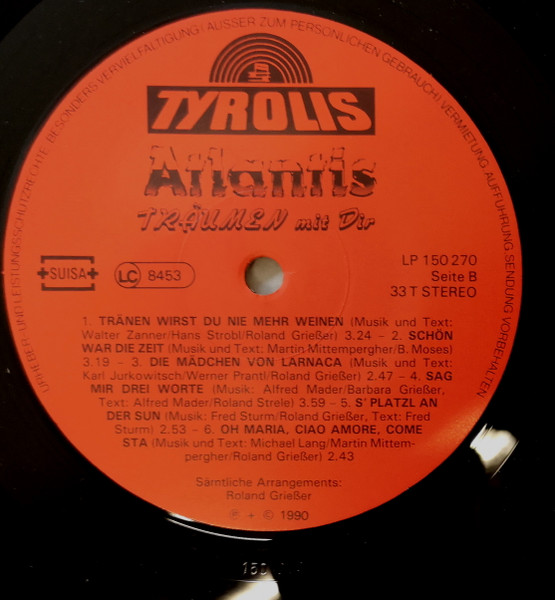 URHEBER- UND LEISTUNGSSCHUTZRECHTE, BESONDERS VERVIELFÄLTIGUNG (AUSSER ZUM PERSÖNLICHEN GEBRAUCH) VERMIETUNG, AUFFÜHRUNG, SENDUNG VORBEHALTEN
TYROLIS
Atlantis
TRÄUMEN mit Dir
LP 150 270
Seite B
33 T STEREO
+SUISA+
LC 8453
1. TRÄNEN WIRST DU NIE MEHR WEINEN (Musik und Text:
Walter Zanner/Hans Strobl/Roland Grießer) 3.24 – 2. SCHÖN
WAR DIE ZEIT (Musik und Text: Martin Mittempergher/B. Moses)
3.19 – 3. DIE MÄDCHEN VON LARNACA (Musik und Text:
Karl Jurkowitsch/Werner Prantl/Roland Grießer) 2.47 – 4. SAG
MIR DREI WORTE (Musik: Alfred Mader/Barbara Grießer,
Text: Alfred Mader/Roland Strele) 3.59 – 5. S' PLATZL AN
DER SUN (Musik: Fred Sturm/Roland Grießer, Text: Fred
Sturm) 2.53 – 6. OH MARIA, CIAO AMORE, COME
STA (Musik und Text: Michael Lang/Martin Mittem-
pergher/Roland Grießer) 2.43
Särntliche Arrangements:
Roland Grießer
℗ + © 1990